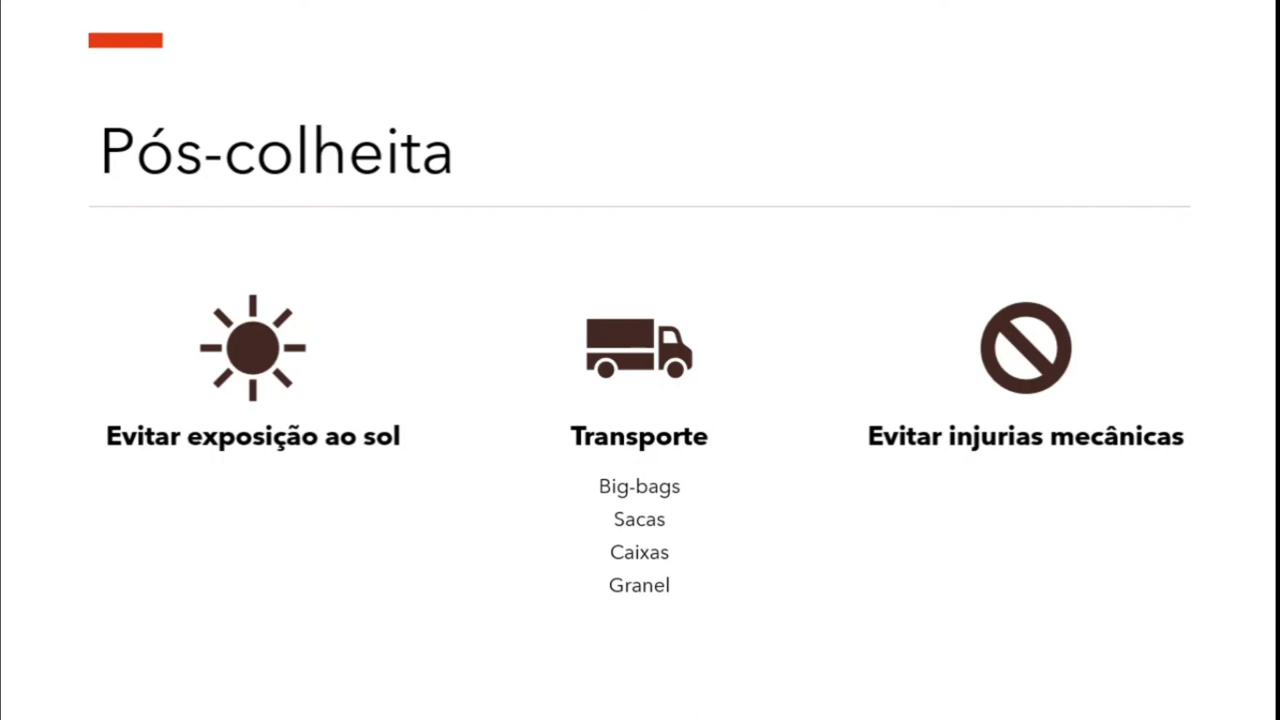 Pós-colheita
Evitar exposição ao sol
Transporte
Big-bags
Sacas
Caixas
Granel
Evitar injurias mecânicas